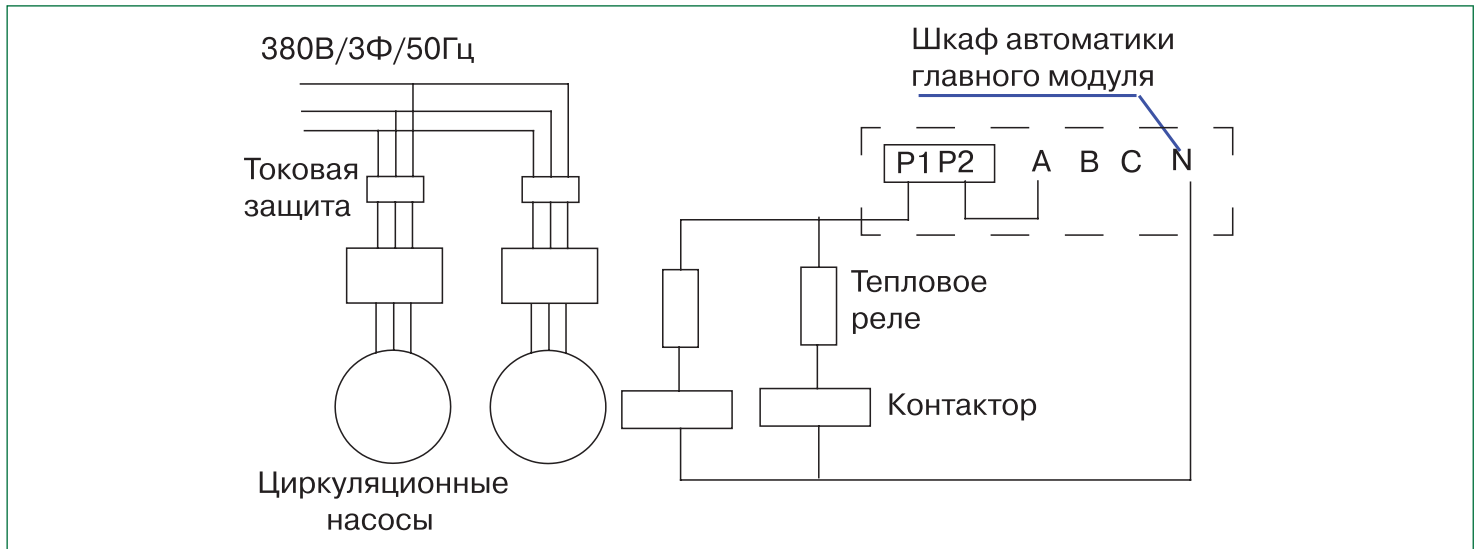 380В/3Ф/50Гц
Шкаф автоматики
главного модуля
Токовая
защита
P1 P2 A B C N
Тепловое
реле
Контактор
Циркуляционные
насосы